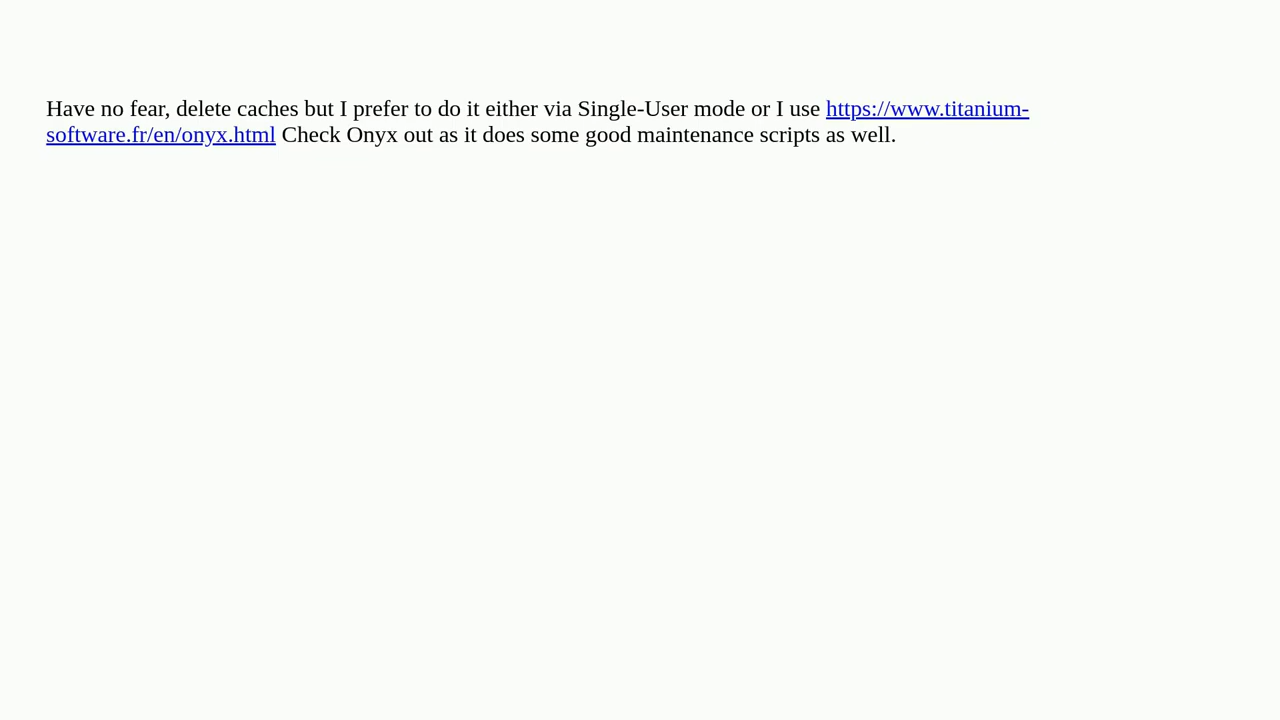 Have no fear, delete caches but I prefer to do it either via Single-User mode or I use https://www.titanium-
software.fr/en/onyx.html Check Onyx out as it does some good maintenance scripts as well.